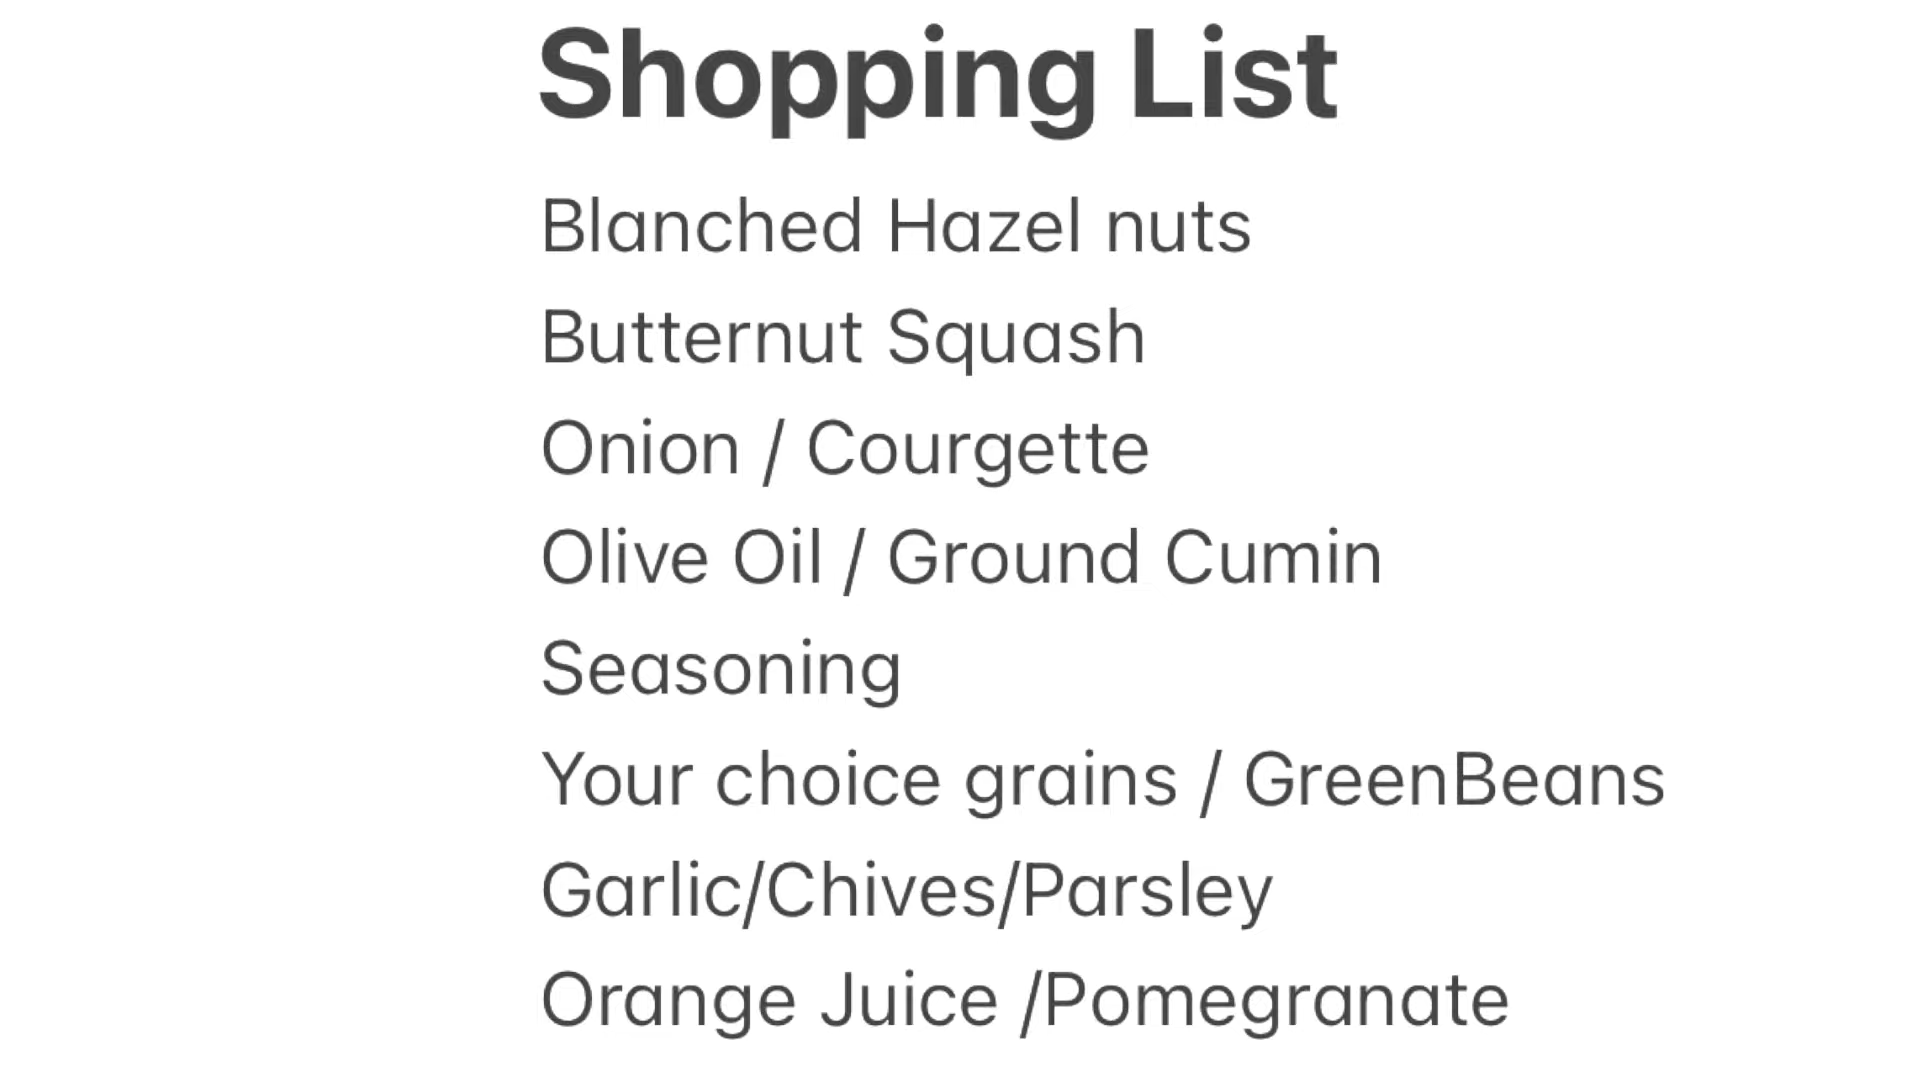 Shopping List
Blanched Hazel nuts
Butternut Squash
Onion / Courgette
Olive Oil / Ground Cumin
Seasoning
Your choice grains / GreenBeans
Garlic/Chives/Parsley
Orange Juice /Pomegranate